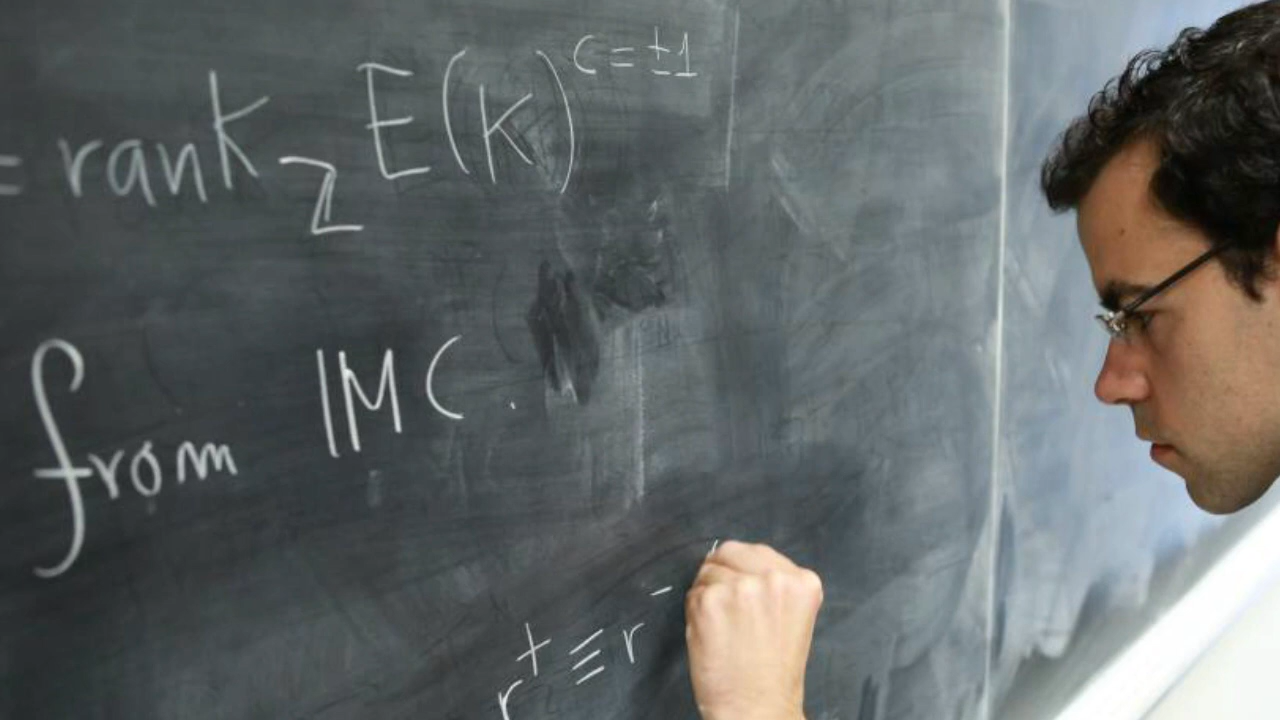 = rank_ℤ E(K)^{c=±1}
from IMC.
r⁺ ≡ r⁻